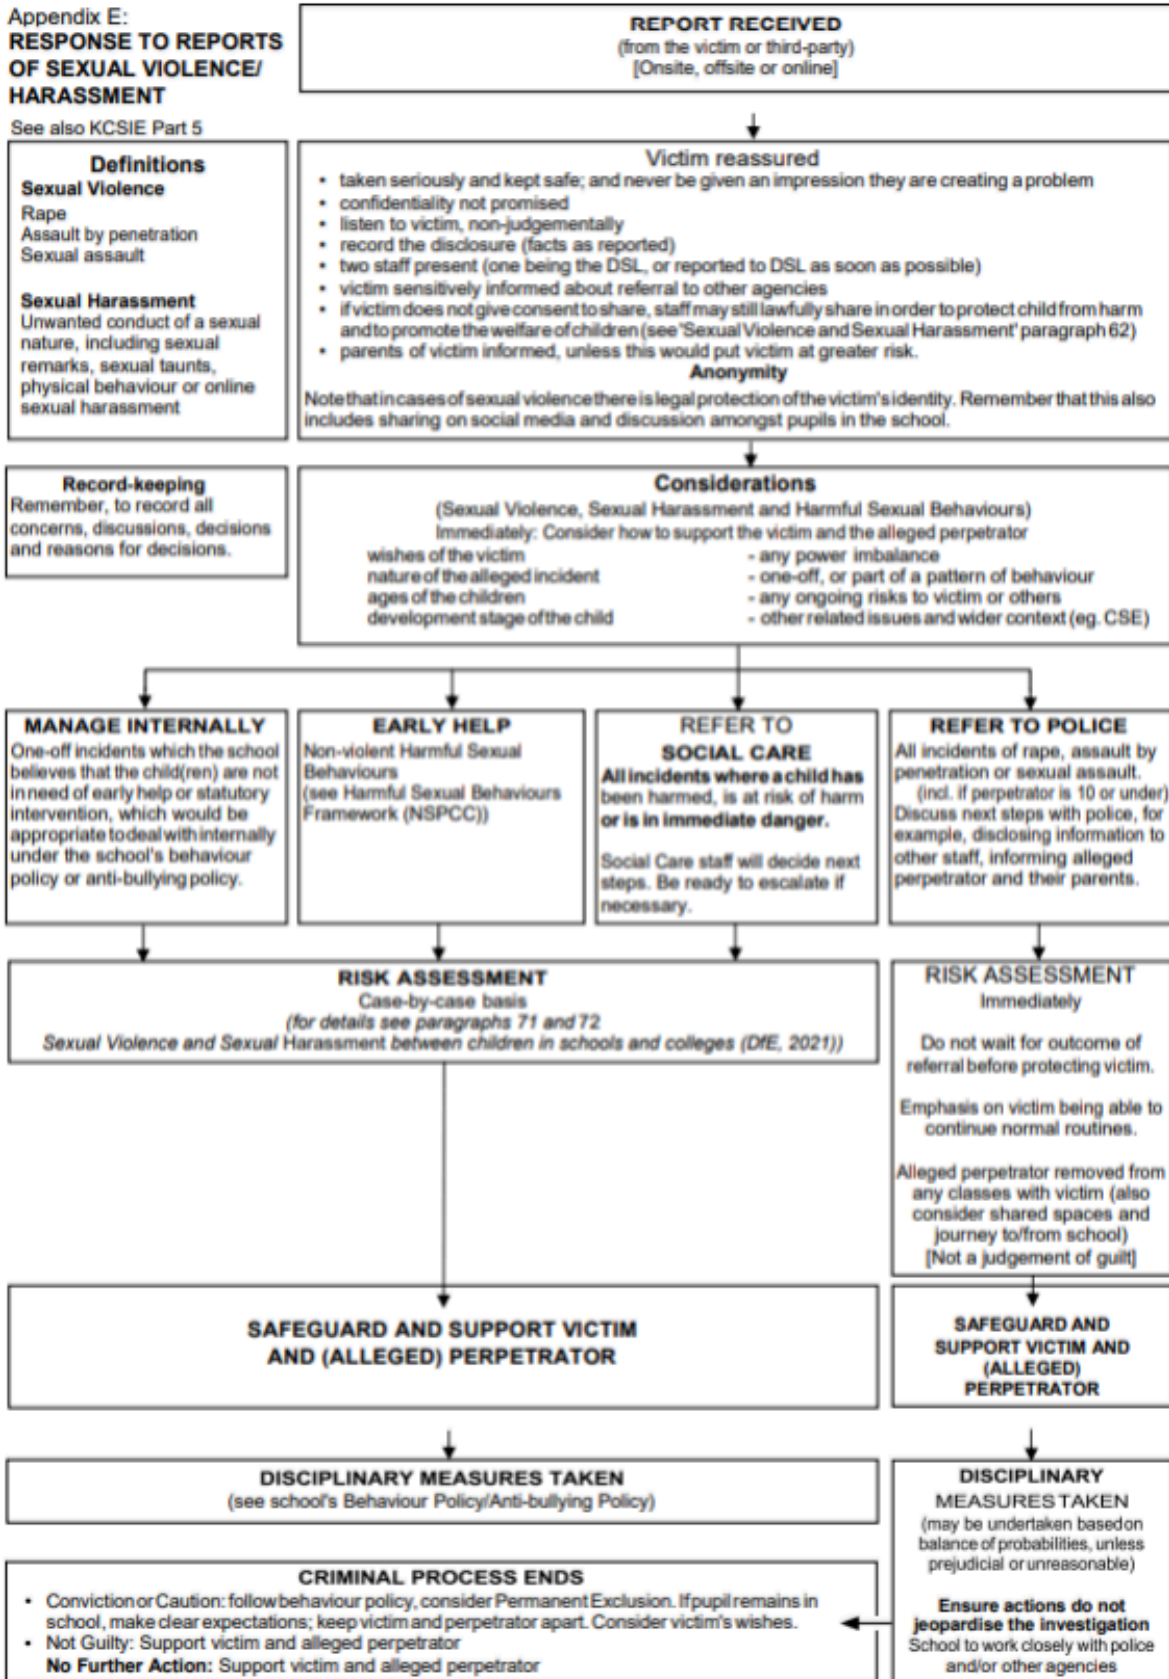 Appendix E:
RESPONSE TO REPORTS
OF SEXUAL VIOLENCE/
HARASSMENT
See also KCSIE Part 5
REPORT RECEIVED
(from the victim or third-party)
[Onsite, offsite or online]
Definitions
Sexual Violence
Rape
Assault by penetration
Sexual assault
Sexual Harassment
Unwanted conduct of a sexual
nature, including sexual
remarks, sexual taunts,
physical behaviour or online
sexual harassment
Victim reassured
• taken seriously and kept safe; and never be given an impression they are creating a problem
• confidentiality not promised
• listen to victim, non-judgementally
• record the disclosure (facts as reported)
• two staff present (one being the DSL, or reported to DSL as soon as possible)
• victim sensitively informed about referral to other agencies
• if victim does not give consent to share, staff may still lawfully share in order to protect child from harm
and to promote the welfare of children (see 'Sexual Violence and Sexual Harassment' paragraph 62)
• parents of victim informed, unless this would put victim at greater risk.
Anonymity
Note that in cases of sexual violence there is legal protection of the victim's identity. Remember that this also
includes sharing on social media and discussion amongst pupils in the school.
Record-keeping
Remember, to record all
concerns, discussions, decisions
and reasons for decisions.
Considerations
(Sexual Violence, Sexual Harassment and Harmful Sexual Behaviours)
Immediately: Consider how to support the victim and the alleged perpetrator
wishes of the victim - any power imbalance
nature of the alleged incident - one-off, or part of a pattern of behaviour
ages of the children - any ongoing risks to victim or others
development stage of the child - other related issues and wider context (eg. CSE)
MANAGE INTERNALLY
One-off incidents which the school
believes that the child(ren) are not
in need of early help or statutory
intervention, which would be
appropriate to deal with internally
under the school's behaviour
policy or anti-bullying policy.
EARLY HELP
Non-violent Harmful Sexual
Behaviours
(see Harmful Sexual Behaviours
Framework (NSPCC))
REFER TO
SOCIAL CARE
All incidents where a child has
been harmed, is at risk of harm
or is in immediate danger.
Social Care staff will decide next
steps. Be ready to escalate if
necessary.
REFER TO POLICE
All incidents of rape, assault by
penetration or sexual assault.
(incl. if perpetrator is 10 or under)
Discuss next steps with police, for
example, disclosing information to
other staff, informing alleged
perpetrator and their parents.
RISK ASSESSMENT
Case-by-case basis
(for details see paragraphs 71 and 72
Sexual Violence and Sexual Harassment between children in schools and colleges (DfE, 2021))
RISK ASSESSMENT
Immediately
Do not wait for outcome of
referral before protecting victim.
Emphasis on victim being able to
continue normal routines.
Alleged perpetrator removed from
any classes with victim (also
consider shared spaces and
journey to/from school)
[Not a judgement of guilt]
SAFEGUARD AND SUPPORT VICTIM
AND (ALLEGED) PERPETRATOR
SAFEGUARD AND
SUPPORT VICTIM AND
(ALLEGED)
PERPETRATOR
DISCIPLINARY MEASURES TAKEN
(see school's Behaviour Policy/Anti-bullying Policy)
DISCIPLINARY
MEASURES TAKEN
(may be undertaken based on
balance of probabilities, unless
prejudicial or unreasonable)
Ensure actions do not
jeopardise the investigation
School to work closely with police
and/or other agencies
CRIMINAL PROCESS ENDS
• Conviction or Caution: follow behaviour policy, consider Permanent Exclusion. If pupil remains in
school, make clear expectations; keep victim and perpetrator apart. Consider victim's wishes.
• Not Guilty: Support victim and alleged perpetrator
No Further Action: Support victim and alleged perpetrator